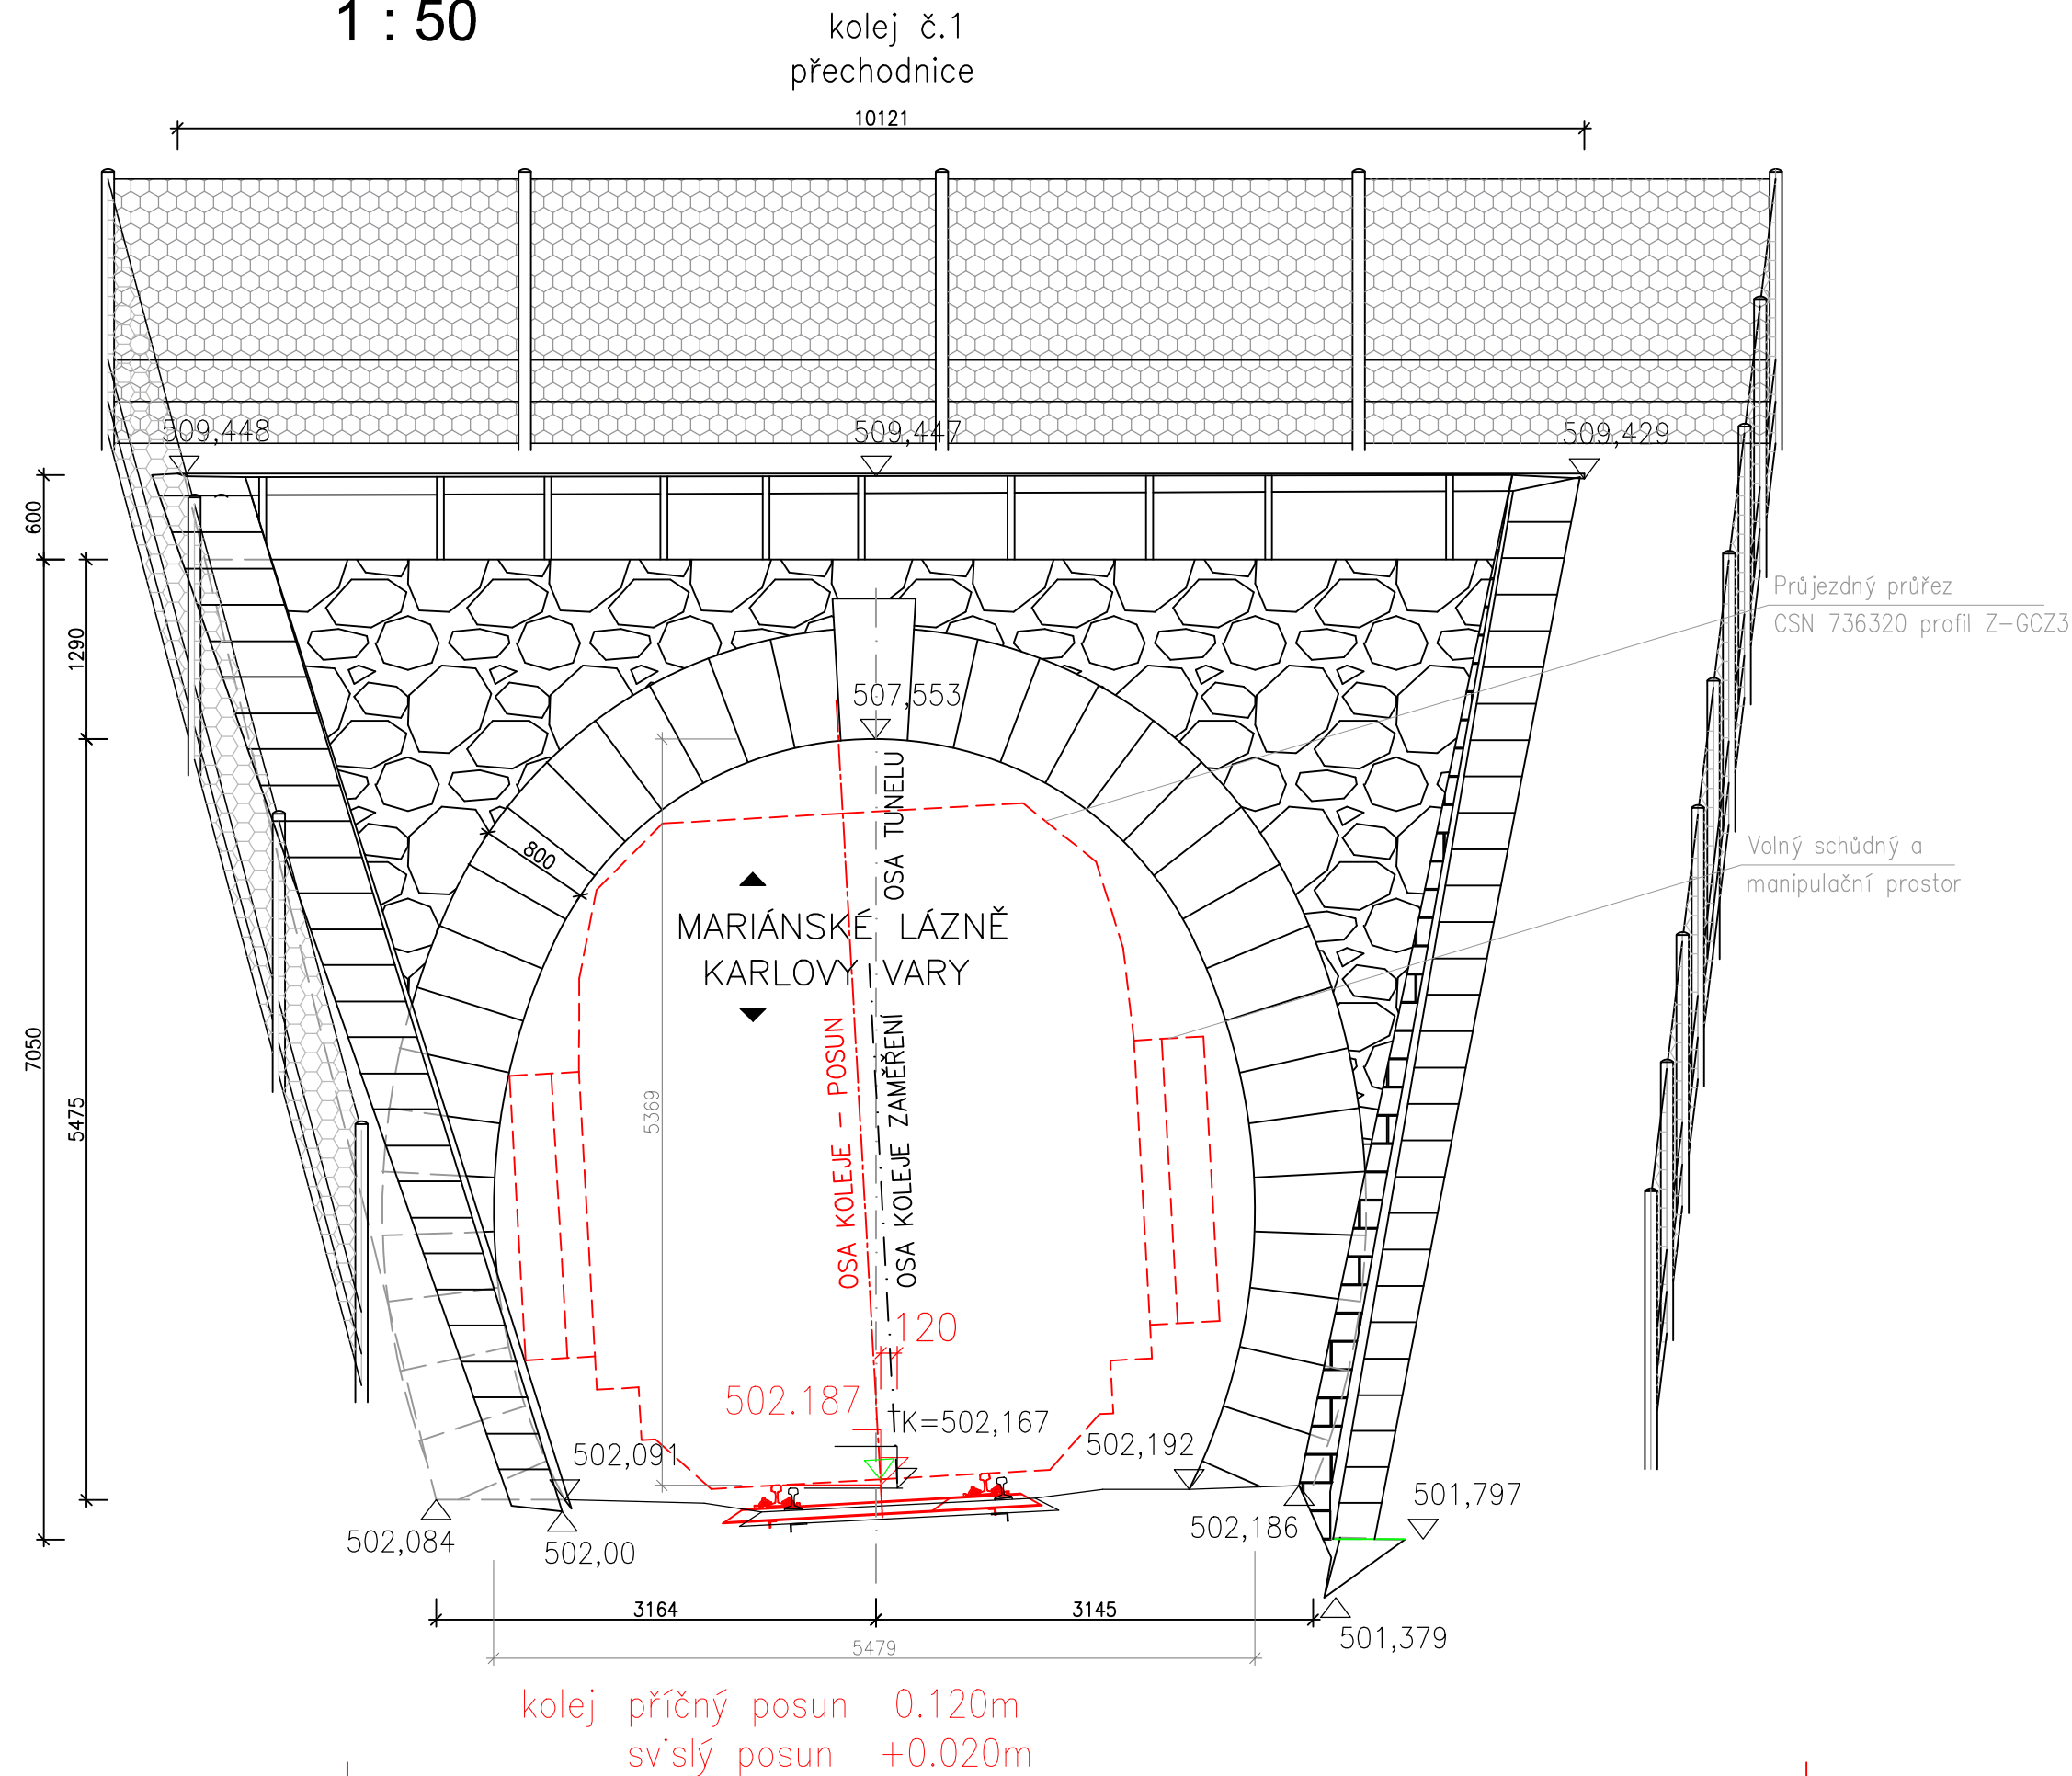 1 : 50
kolej č.1
přechodnice
10121
509,448
509,447
509,429
600
1290
7050
5475
Průjezdný průřez
CSN 736320 profil Z-GCZ3
507,553
OSA TUNELU
800
Volný schůdný a
manipulační prostor
MARIÁNSKÉ LÁZNĚ
KARLOVY VARY
5369
OSA KOLEJE - POSUN
OSA KOLEJE ZAMĚŘENÍ
120
502.187
TK=502,167
502,091
502,192
501,797
502,084
502,00
502,186
3164
3145
501,379
5479
kolej příčný posun 0.120m
svislý posun +0.020m